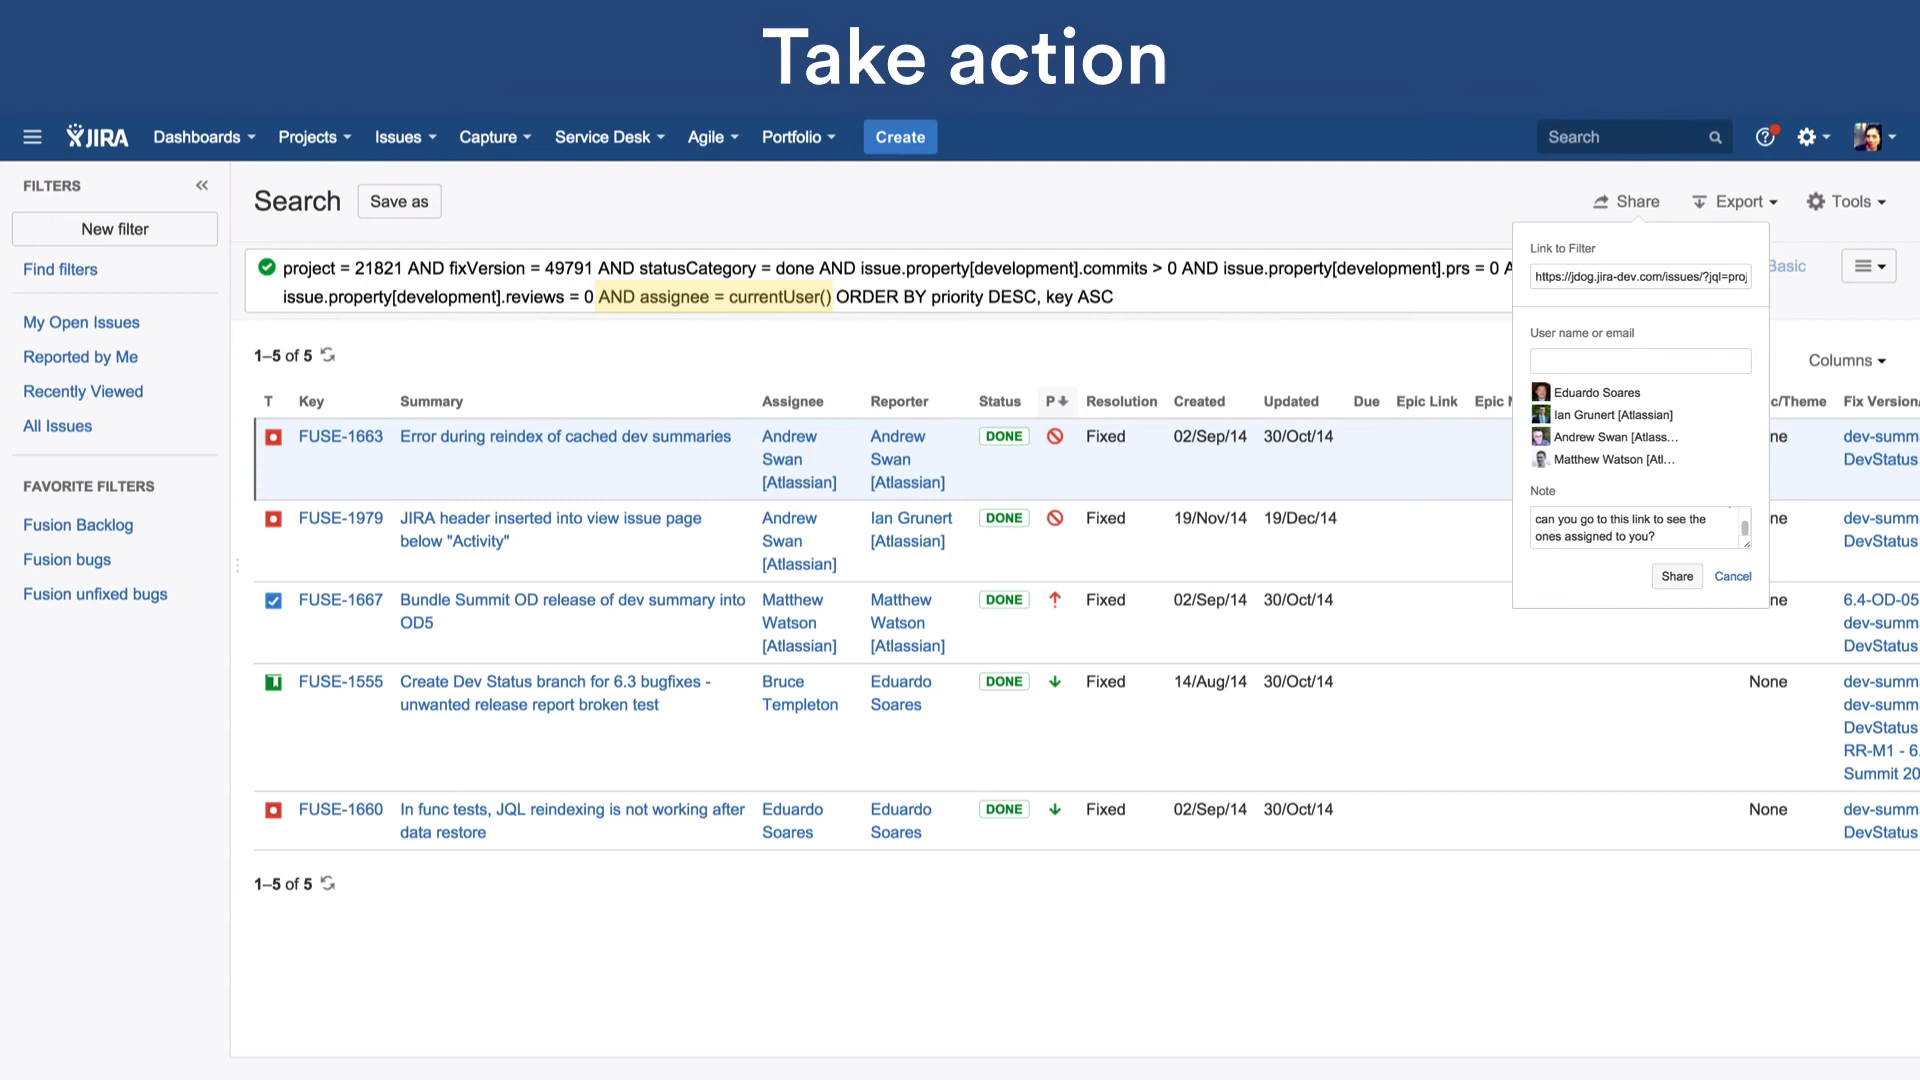 Take action
JIRA Dashboards Projects Issues Capture Service Desk Agile Portfolio Create Search
FILTERS
New filter
Find filters
My Open Issues
Reported by Me
Recently Viewed
All Issues
FAVORITE FILTERS
Fusion Backlog
Fusion bugs
Fusion unfixed bugs
Search Save as Share Export Tools
project = 21821 AND fixVersion = 49791 AND statusCategory = done AND issue.property[development].commits > 0 AND issue.property[development].prs = 0 A
issue.property[development].reviews = 0 AND assignee = currentUser() ORDER BY priority DESC, key ASC
Basic
1–5 of 5
Columns
T Key Summary Assignee Reporter Status P Resolution Created Updated Due Epic Link Epic c/Theme Fix Version/
FUSE-1663 Error during reindex of cached dev summaries Andrew Andrew DONE Fixed 02/Sep/14 30/Oct/14 ne dev-summ
Swan Swan DevStatus
[Atlassian] [Atlassian]
FUSE-1979 JIRA header inserted into view issue page Andrew Ian Grunert DONE Fixed 19/Nov/14 19/Dec/14 ne dev-summ
below "Activity" Swan [Atlassian] DevStatus
[Atlassian]
FUSE-1667 Bundle Summit OD release of dev summary into Matthew Matthew DONE Fixed 02/Sep/14 30/Oct/14 ne 6.4-OD-05
OD5 Watson Watson dev-summ
[Atlassian] [Atlassian] DevStatus
FUSE-1555 Create Dev Status branch for 6.3 bugfixes - Bruce Eduardo DONE Fixed 14/Aug/14 30/Oct/14 None dev-summ
unwanted release report broken test Templeton Soares dev-summ
DevStatus
RR-M1 - 6.
Summit 20
FUSE-1660 In func tests, JQL reindexing is not working after Eduardo Eduardo DONE Fixed 02/Sep/14 30/Oct/14 None dev-summ
data restore Soares Soares DevStatus
1–5 of 5
Link to Filter
https://jdog.jira-dev.com/issues/?jql=proj
User name or email
Eduardo Soares
Ian Grunert [Atlassian]
Andrew Swan [Atlass...
Matthew Watson [Atl...
Note
can you go to this link to see the
ones assigned to you?
Share Cancel